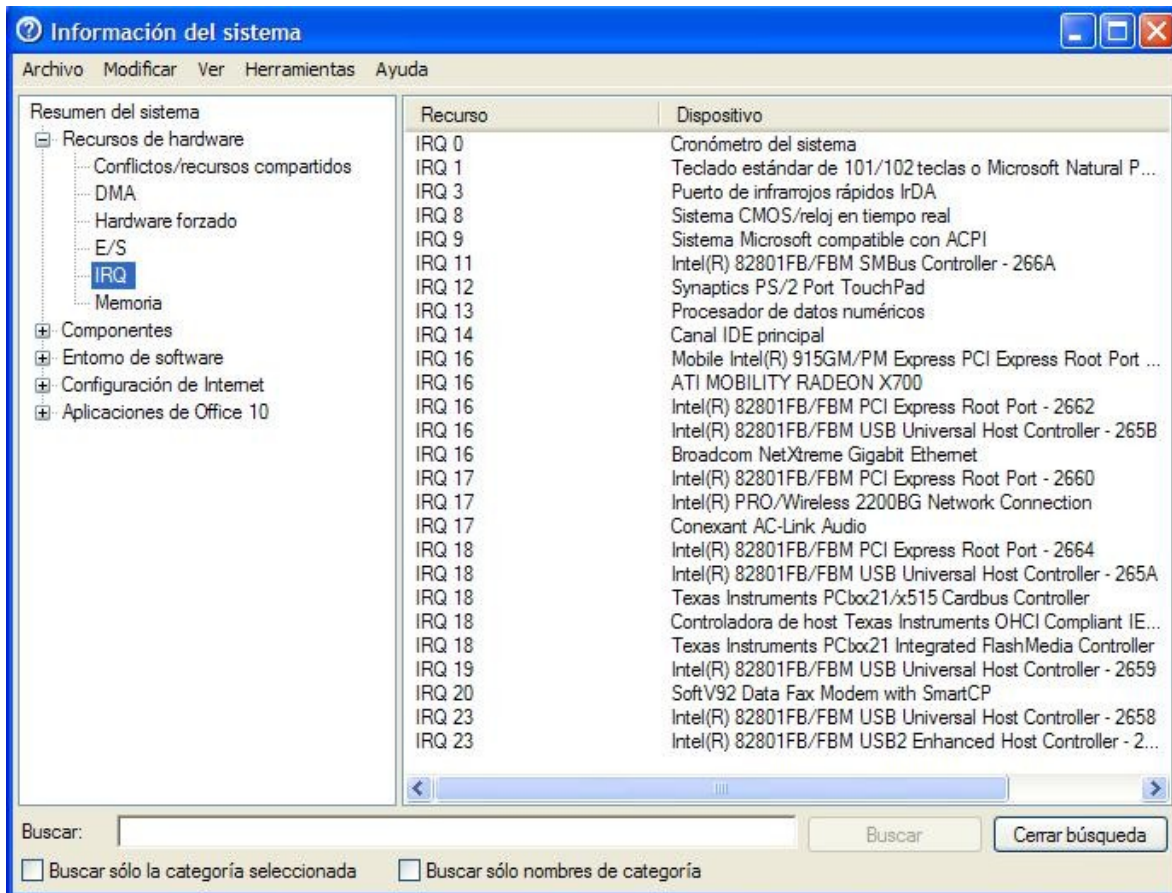 Información del sistema
Archivo Modificar Ver Herramientas Ayuda
Resumen del sistema
Recursos de hardware
Conflictos/recursos compartidos
DMA
Hardware forzado
E/S
IRQ
Memoria
Componentes
Entorno de software
Configuración de Internet
Aplicaciones de Office 10
Recurso Dispositivo
IRQ 0 Cronómetro del sistema
IRQ 1 Teclado estándar de 101/102 teclas o Microsoft Natural P...
IRQ 3 Puerto de infrarrojos rápidos IrDA
IRQ 8 Sistema CMOS/reloj en tiempo real
IRQ 9 Sistema Microsoft compatible con ACPI
IRQ 11 Intel(R) 82801FB/FBM SMBus Controller - 266A
IRQ 12 Synaptics PS/2 Port TouchPad
IRQ 13 Procesador de datos numéricos
IRQ 14 Canal IDE principal
IRQ 16 Mobile Intel(R) 915GM/PM Express PCI Express Root Port ...
IRQ 16 ATI MOBILITY RADEON X700
IRQ 16 Intel(R) 82801FB/FBM PCI Express Root Port - 2662
IRQ 16 Intel(R) 82801FB/FBM USB Universal Host Controller - 265B
IRQ 16 Broadcom NetXtreme Gigabit Ethernet
IRQ 17 Intel(R) 82801FB/FBM PCI Express Root Port - 2660
IRQ 17 Intel(R) PRO/Wireless 2200BG Network Connection
IRQ 17 Conexant AC-Link Audio
IRQ 18 Intel(R) 82801FB/FBM PCI Express Root Port - 2664
IRQ 18 Intel(R) 82801FB/FBM USB Universal Host Controller - 265A
IRQ 18 Texas Instruments PCIxx21/x515 Cardbus Controller
IRQ 18 Controladora de host Texas Instruments OHCI Compliant IE...
IRQ 18 Texas Instruments PCIxx21 Integrated FlashMedia Controller
IRQ 19 Intel(R) 82801FB/FBM USB Universal Host Controller - 2659
IRQ 20 SoftV92 Data Fax Modem with SmartCP
IRQ 23 Intel(R) 82801FB/FBM USB Universal Host Controller - 2658
IRQ 23 Intel(R) 82801FB/FBM USB2 Enhanced Host Controller - 2...
Buscar: Buscar Cerrar búsqueda
Buscar sólo la categoría seleccionada Buscar sólo nombres de categoría